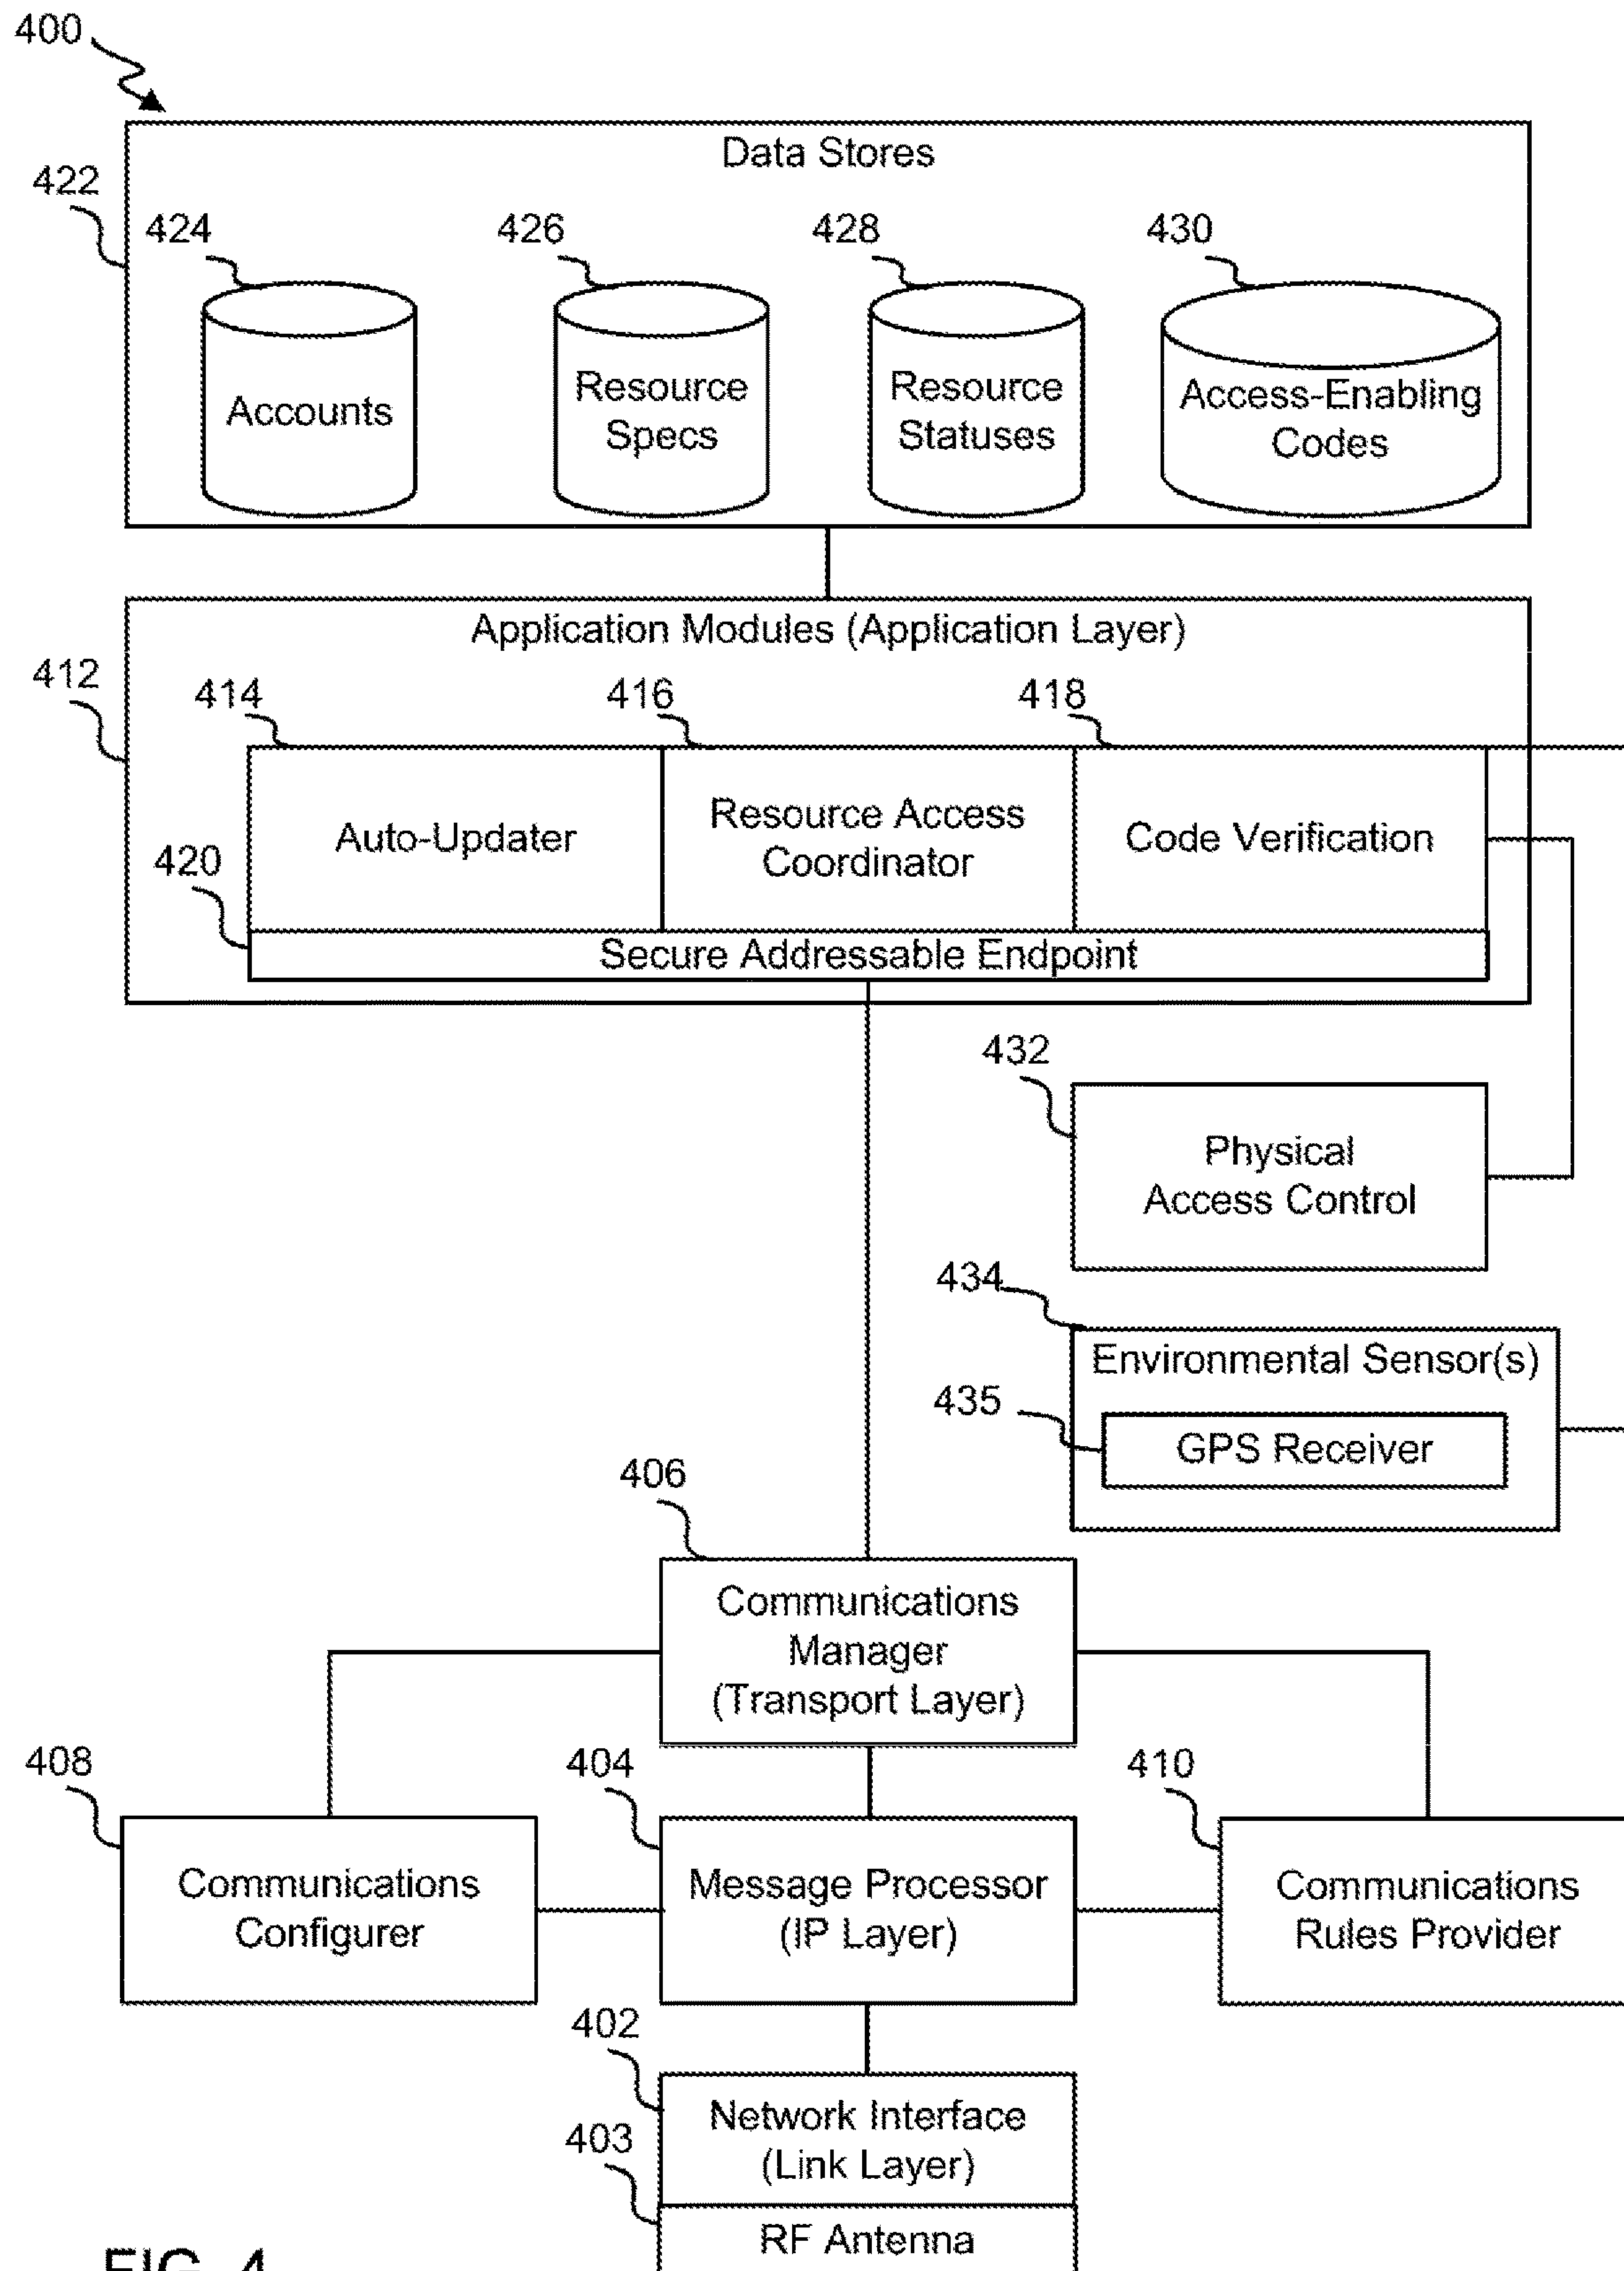 400
Data Stores
422
424
426
428
430
Accounts
Resource
Specs
Resource
Statuses
Access-Enabling
Codes
Application Modules (Application Layer)
412
414
416
418
Auto-Updater
Resource Access
Coordinator
Code Verification
420
Secure Addressable Endpoint
432
Physical
Access Control
434
Environmental Sensor(s)
435
GPS Receiver
406
Communications
Manager
(Transport Layer)
408
404
410
Communications
Configurer
Message Processor
(IP Layer)
Communications
Rules Provider
402
Network Interface
(Link Layer)
403
RF Antenna
FIG. 4